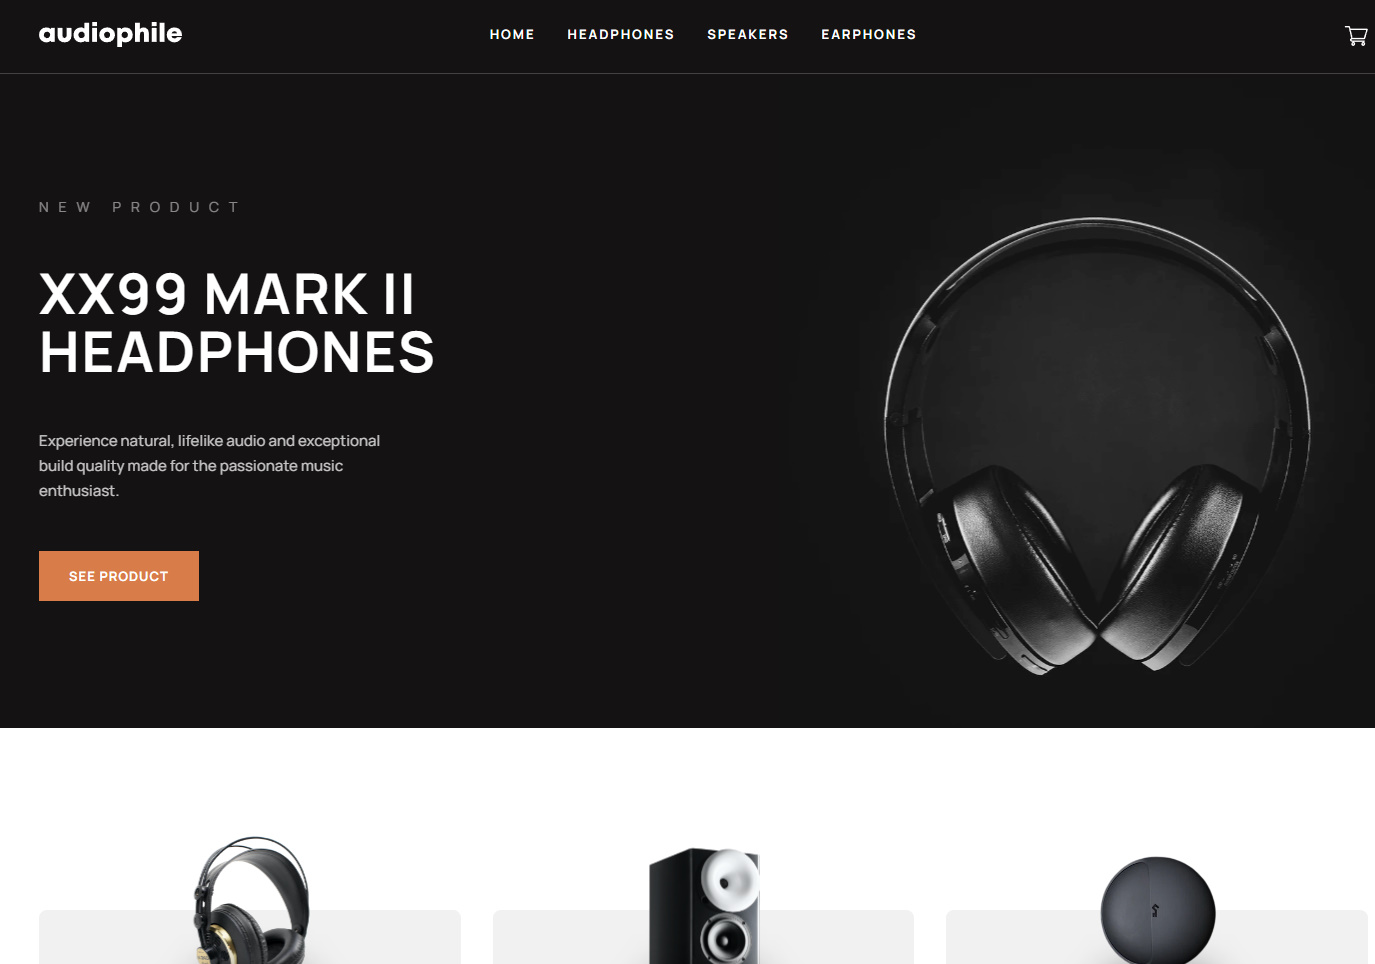 audiophile
HOME HEADPHONES SPEAKERS EARPHONES
NEW PRODUCT
XX99 MARK II
HEADPHONES
Experience natural, lifelike audio and exceptional
build quality made for the passionate music
enthusiast.
SEE PRODUCT